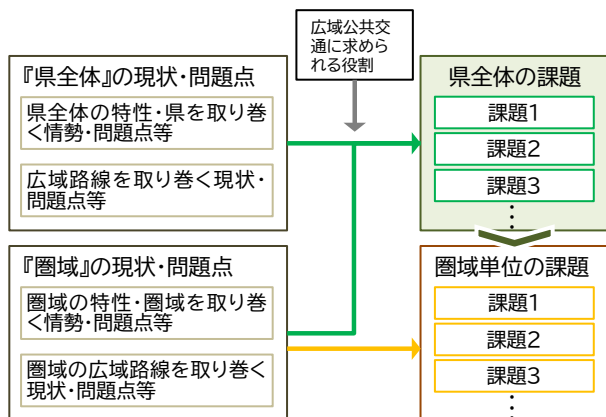 広域公共交
通に求めら
れる役割
『県全体』の現状・問題点
県全体の特性・県を取り巻
く情勢・問題点等
広域路線を取り巻く現状・
問題点等
県全体の課題
課題1
課題2
課題3
⋮
『圏域』の現状・問題点
圏域の特性・圏域を取り巻
く情勢・問題点等
圏域の広域路線を取り巻く
現状・問題点等
圏域単位の課題
課題1
課題2
課題3
⋮